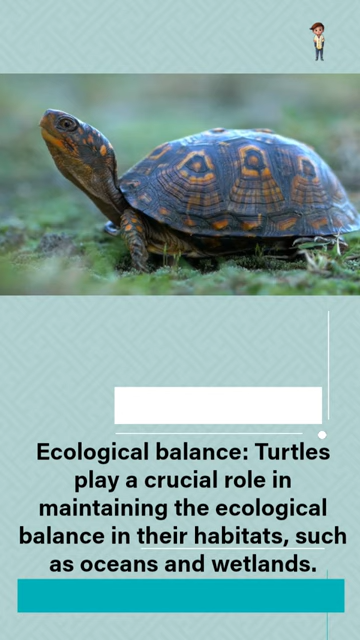 Ecological balance: Turtles
play a crucial role in
maintaining the ecological
balance in their habitats, such
as oceans and wetlands.